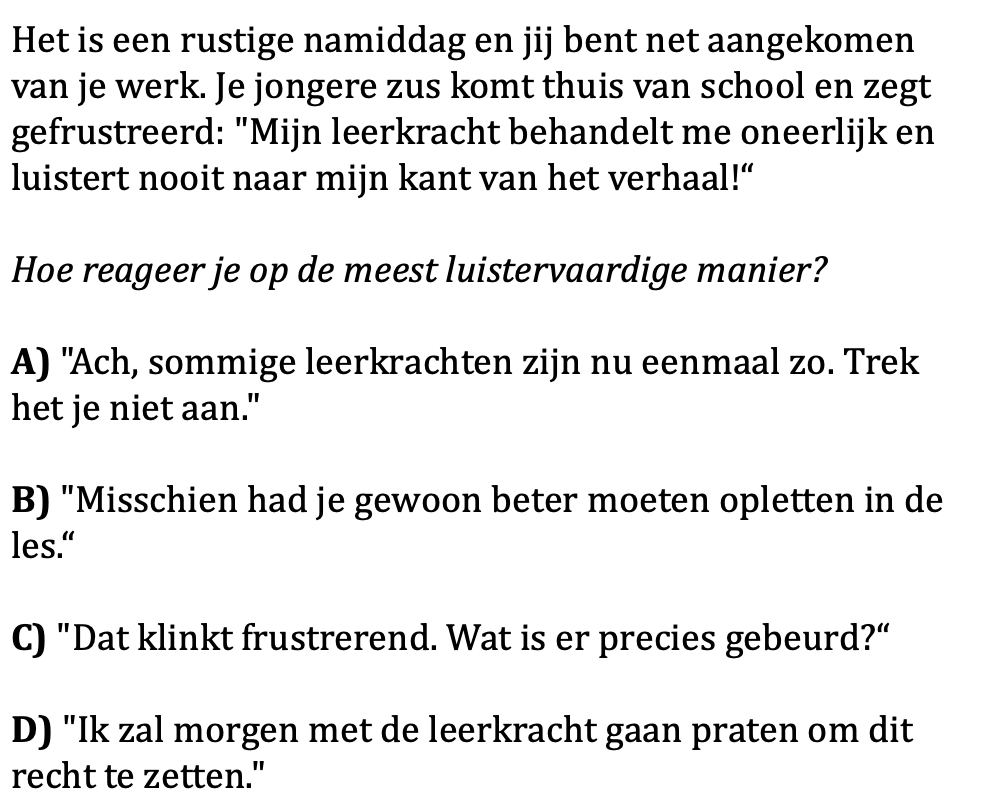 Het is een rustige namiddag en jij bent net aangekomen
van je werk. Je jongere zus komt thuis van school en zegt
gefrustreerd: "Mijn leerkracht behandelt me oneerlijk en
luistert nooit naar mijn kant van het verhaal!“
Hoe reageer je op de meest luistervaardige manier?
A) "Ach, sommige leerkrachten zijn nu eenmaal zo. Trek
het je niet aan."
B) "Misschien had je gewoon beter moeten opletten in de
les.“
C) "Dat klinkt frustrerend. Wat is er precies gebeurd?“
D) "Ik zal morgen met de leerkracht gaan praten om dit
recht te zetten."